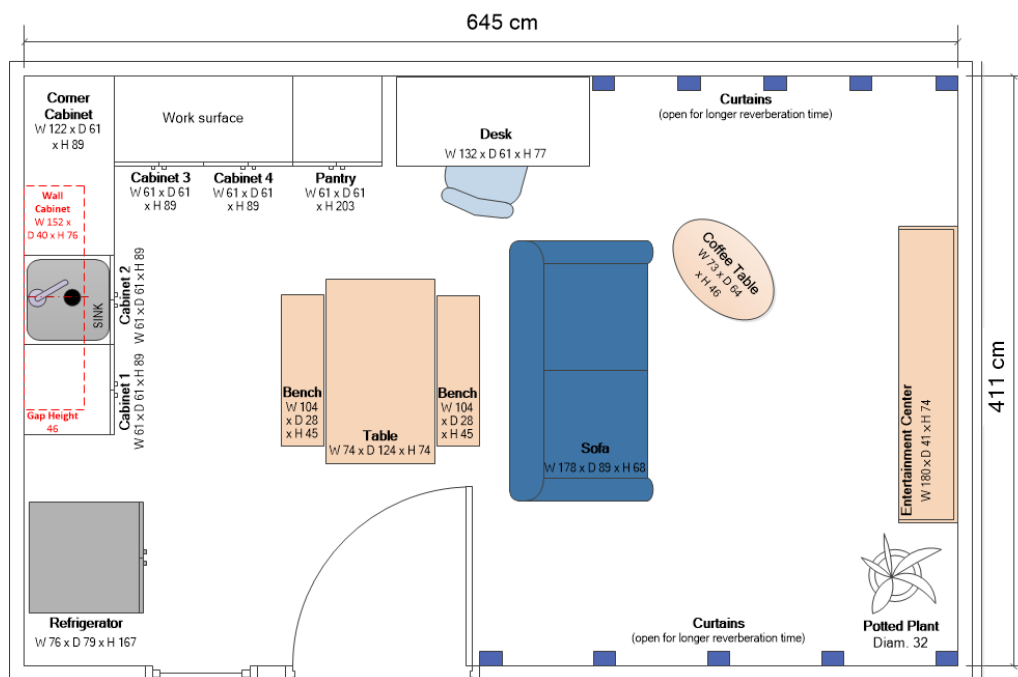 645 cm
Corner
Cabinet
W 122 x D 61
x H 89
Work surface
Desk
W 132 x D 61 x H 77
Curtains
(open for longer reverberation time)
Cabinet 3
W 61 x D 61
x H 89
Cabinet 4
W 61 x D 61
x H 89
Pantry
W 61 x D 61
x H 203
Wall
Cabinet
W 152 x
D 40 x H 76
SINK
Cabinet 2
W 61 x D 61 x H 89
Cabinet 1
W 61 x D 61 x H 89
Gap Height
46
Bench
W 104
x D 28
x H 45
Table
W 74 x D 124 x H 74
Bench
W 104
x D 28
x H 45
Sofa
W 178 x D 89 x H 68
Coffee Table
W 73 x D 64
x H 46
Entertainment Center
W 180 x D 41 x H 74
411 cm
Refrigerator
W 76 x D 79 x H 167
Curtains
(open for longer reverberation time)
Potted Plant
Diam. 32